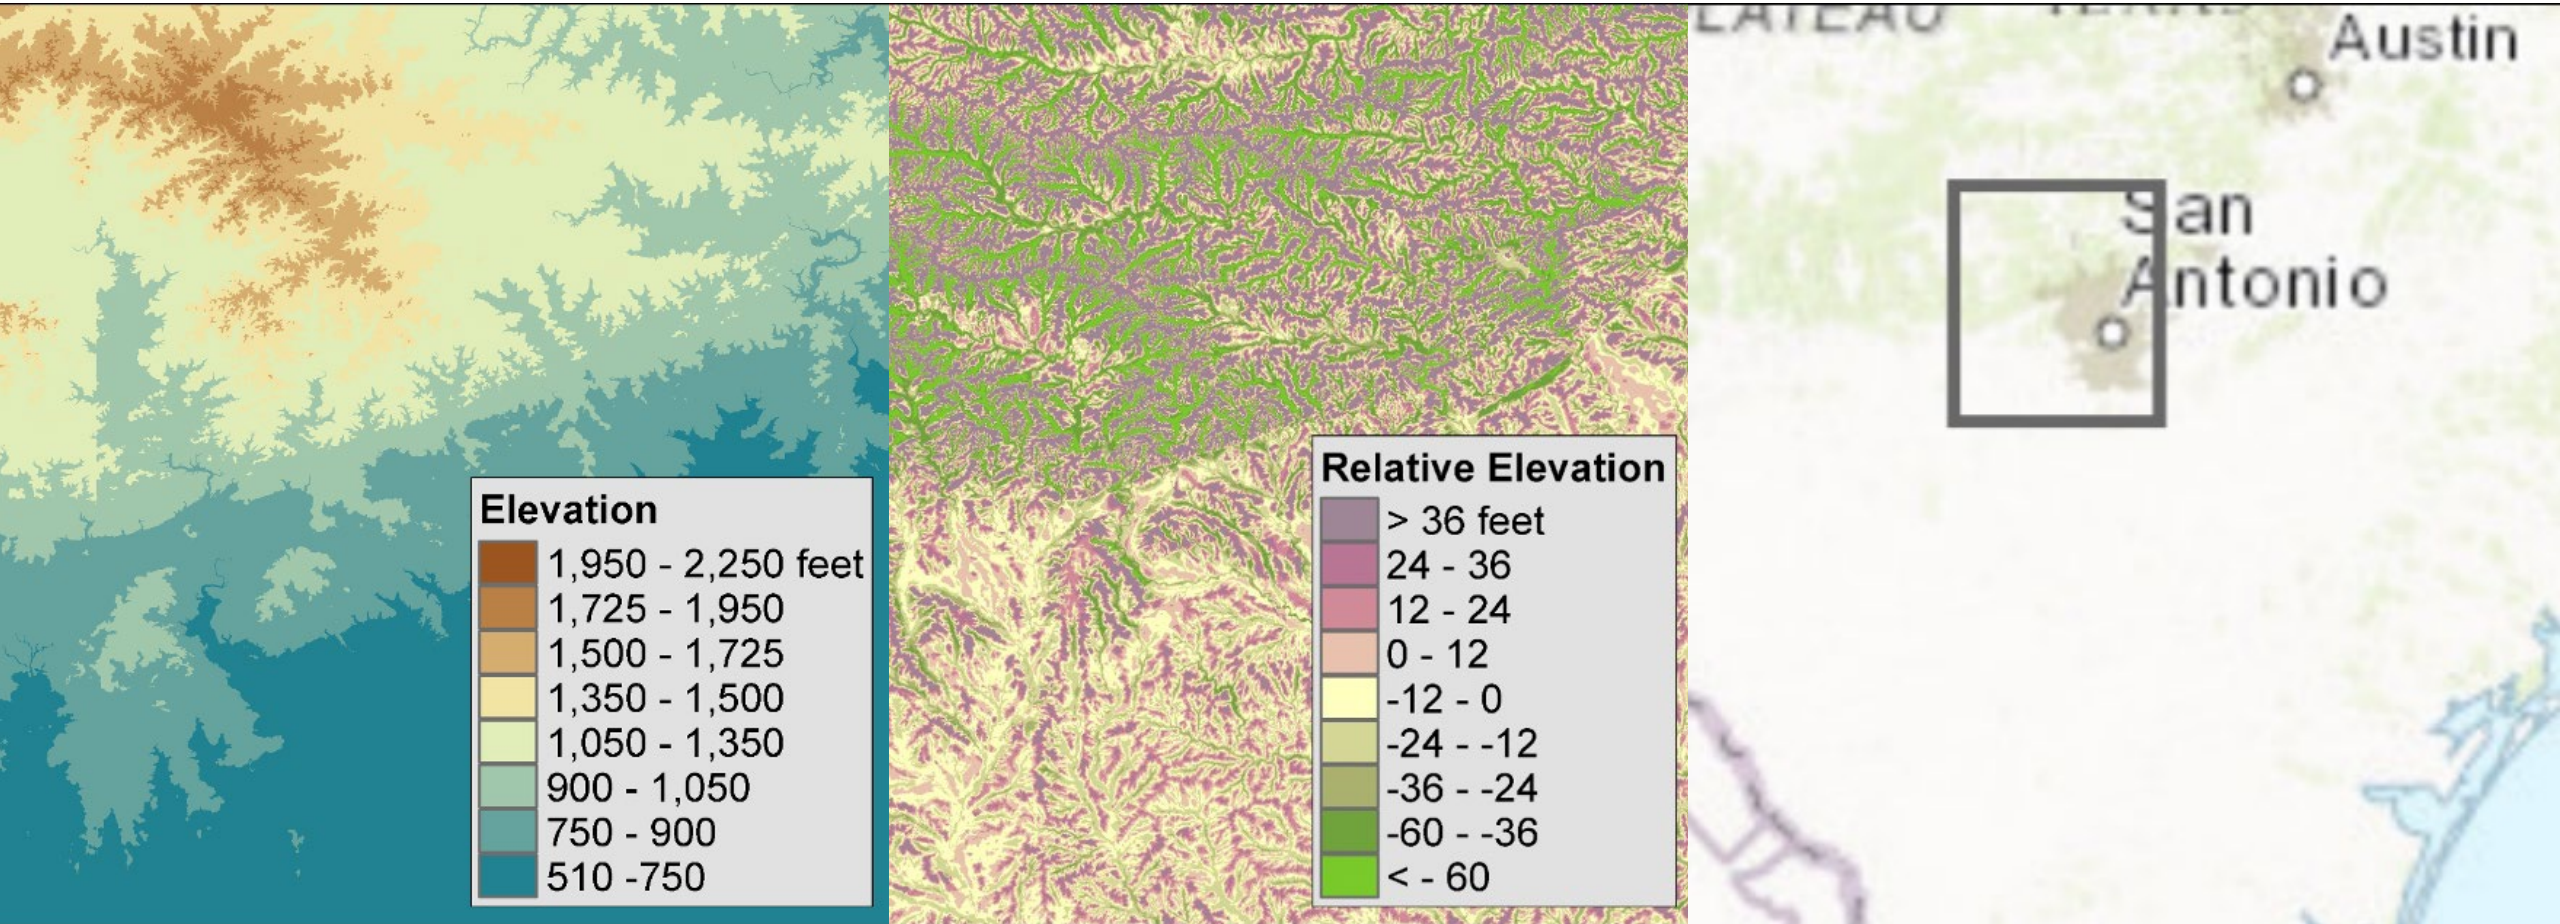 Elevation
1,950 - 2,250 feet
1,725 - 1,950
1,500 - 1,725
1,350 - 1,500
1,050 - 1,350
900 - 1,050
750 - 900
510 -750
Relative Elevation
> 36 feet
24 - 36
12 - 24
0 - 12
-12 - 0
-24 - -12
-36 - -24
-60 - -36
< - 60
LATEAU
Austin
San
Antonio